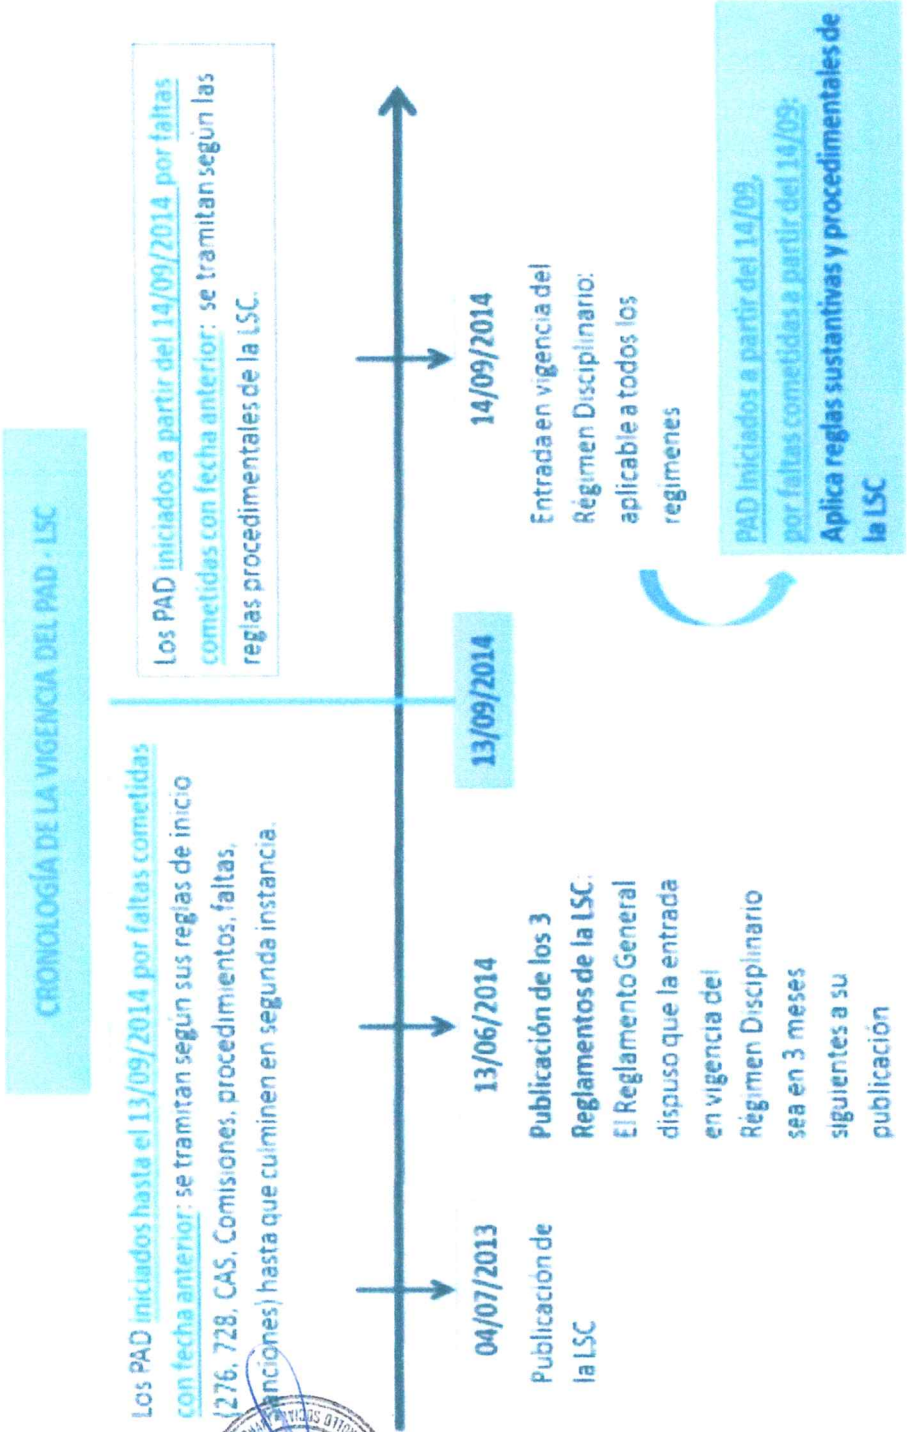 CRONOLOGÍA DE LA VIGENCIA DEL PAD - LSC
Los PAD iniciados hasta el 13/09/2014 por faltas cometidas
con fecha anterior: se tramitan según sus reglas de inicio
(276, 728, CAS, Comisiones, procedimientos, faltas,
sanciones) hasta que culminen en segunda instancia.
Los PAD iniciados a partir del 14/09/2014 por faltas
cometidas con fecha anterior: se tramitan según las
reglas procedimentales de la LSC.
04/07/2013
Publicación de
la LSC
13/06/2014
Publicación de los 3
Reglamentos de la LSC:
El Reglamento General
dispuso que la entrada
en vigencia del
Régimen Disciplinario
sea en 3 meses
siguientes a su
publicación
13/09/2014
14/09/2014
Entrada en vigencia del
Régimen Disciplinario:
aplicable a todos los
regimenes
PAD Iniciados a partir del 14/09,
por faltas cometidas a partir del 14/09:
Aplica reglas sustantivas y procedimentales de
la LSC